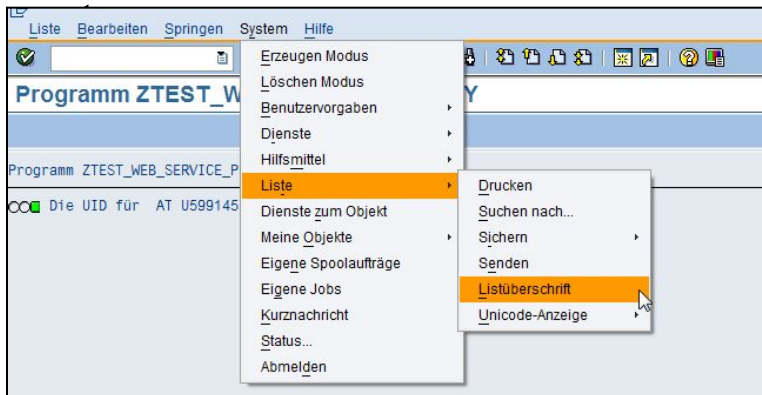 Liste Bearbeiten Springen System Hilfe
Programm ZTEST_W Y
Programm ZTEST_WEB_SERVICE_P
Die UID für AT U599145
Erzeugen Modus
Löschen Modus
Benutzervorgaben
Dienste
Hilfsmittel
Liste
Dienste zum Objekt
Meine Objekte
Eigene Spoolaufträge
Eigene Jobs
Kurznachricht
Status...
Abmelden
Drucken
Suchen nach...
Sichern
Senden
Listüberschrift
Unicode-Anzeige